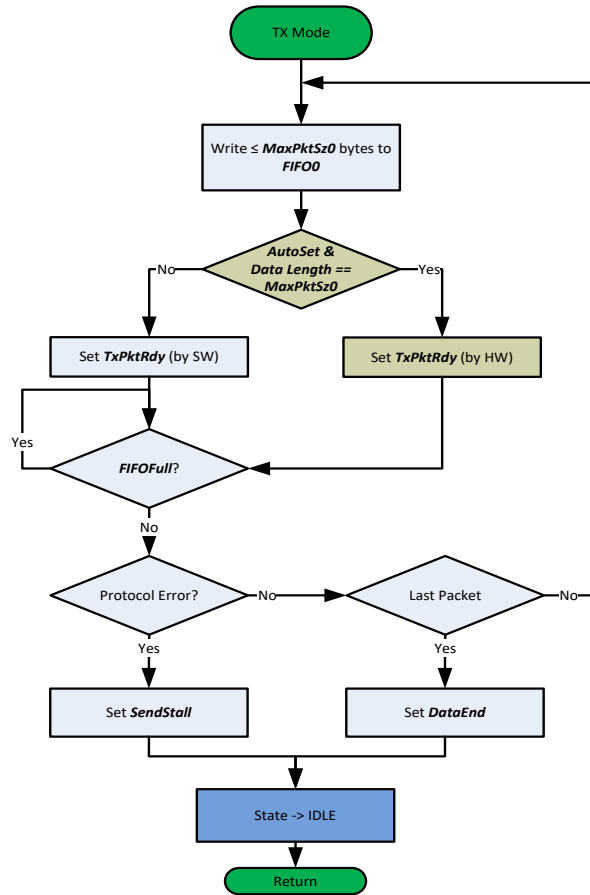 TX Mode
Write ≤ MaxPktSz0 bytes to
FIFO0
AutoSet &
Data Length ==
MaxPktSz0
No
Yes
Set TxPktRdy (by SW)
Set TxPktRdy (by HW)
Yes
FIFOFull?
No
Protocol Error?
No
Last Packet
No
Yes
Yes
Set SendStall
Set DataEnd
State -> IDLE
Return